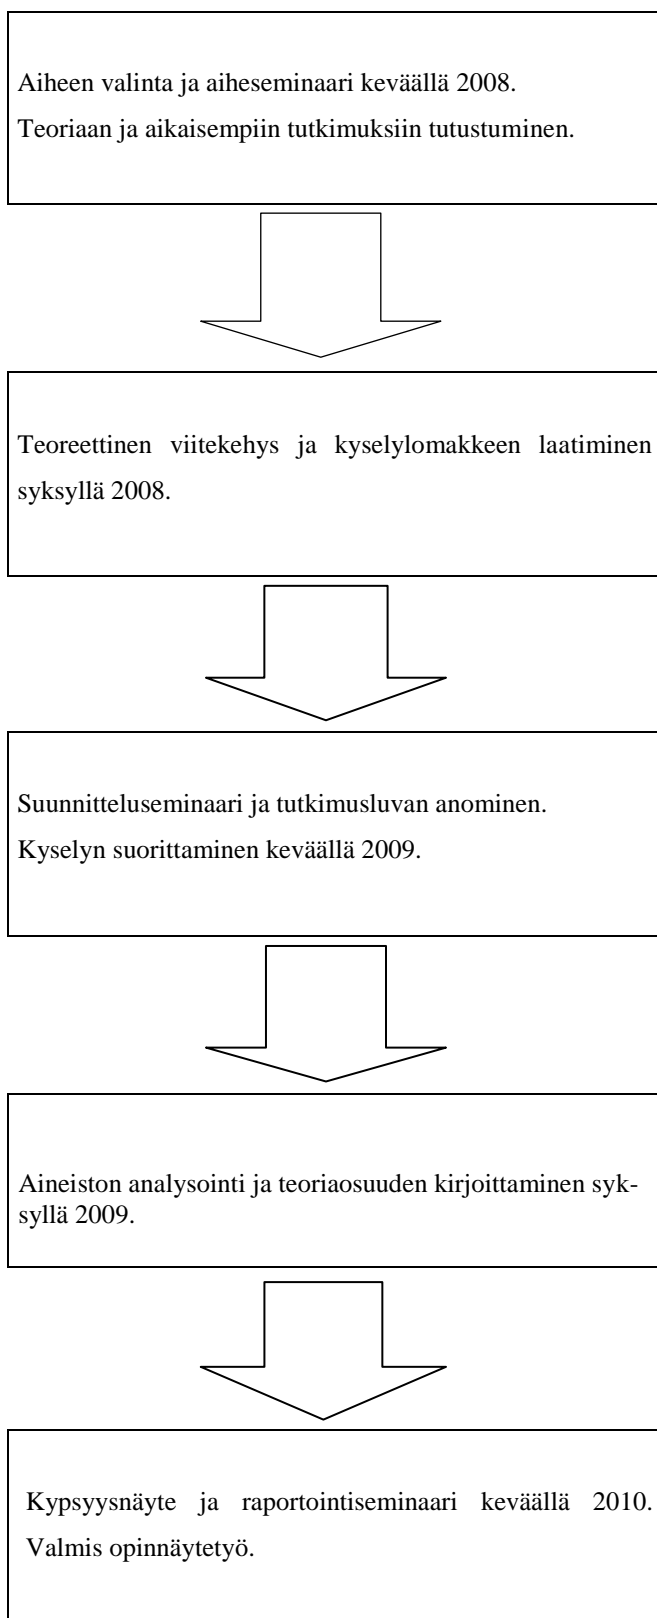 Aiheen valinta ja aiheseminaari keväällä 2008.
Teoriaan ja aikaisempiin tutkimuksiin tutustuminen.
Teoreettinen viitekehys ja kyselylomakkeen laatiminen
syksyllä 2008.
Suunnitteluseminaari ja tutkimusluvan anominen.
Kyselyn suorittaminen keväällä 2009.
Aineiston analysointi ja teoriaosuuden kirjoittaminen syk-
syllä 2009.
Kypsyysnäyte ja raportointiseminaari keväällä 2010.
Valmis opinnäytetyö.